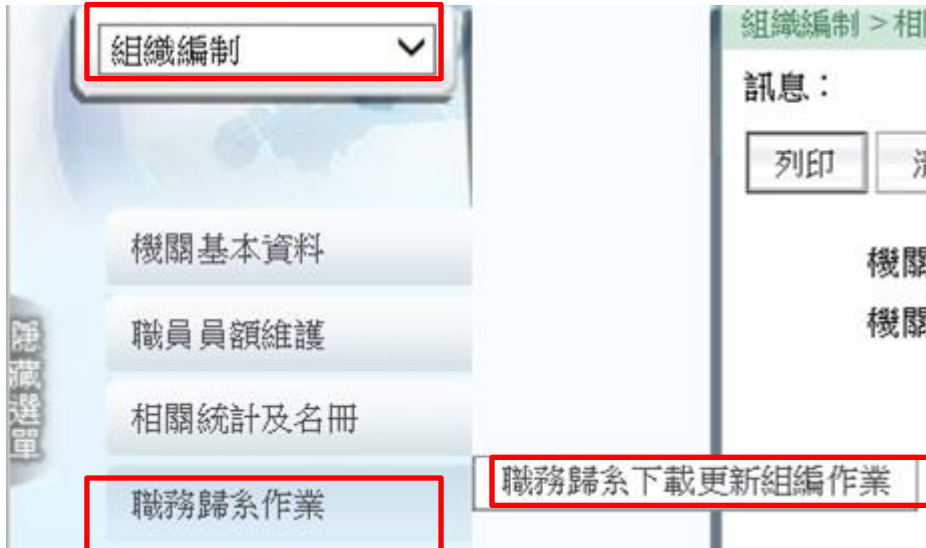 組織編制
機關基本資料
職員員額維護
相關統計及名冊
職務歸系作業
職務歸系下載更新組編作業
隱藏選單
組織編制 > 相
訊息：
列印
機關
機關